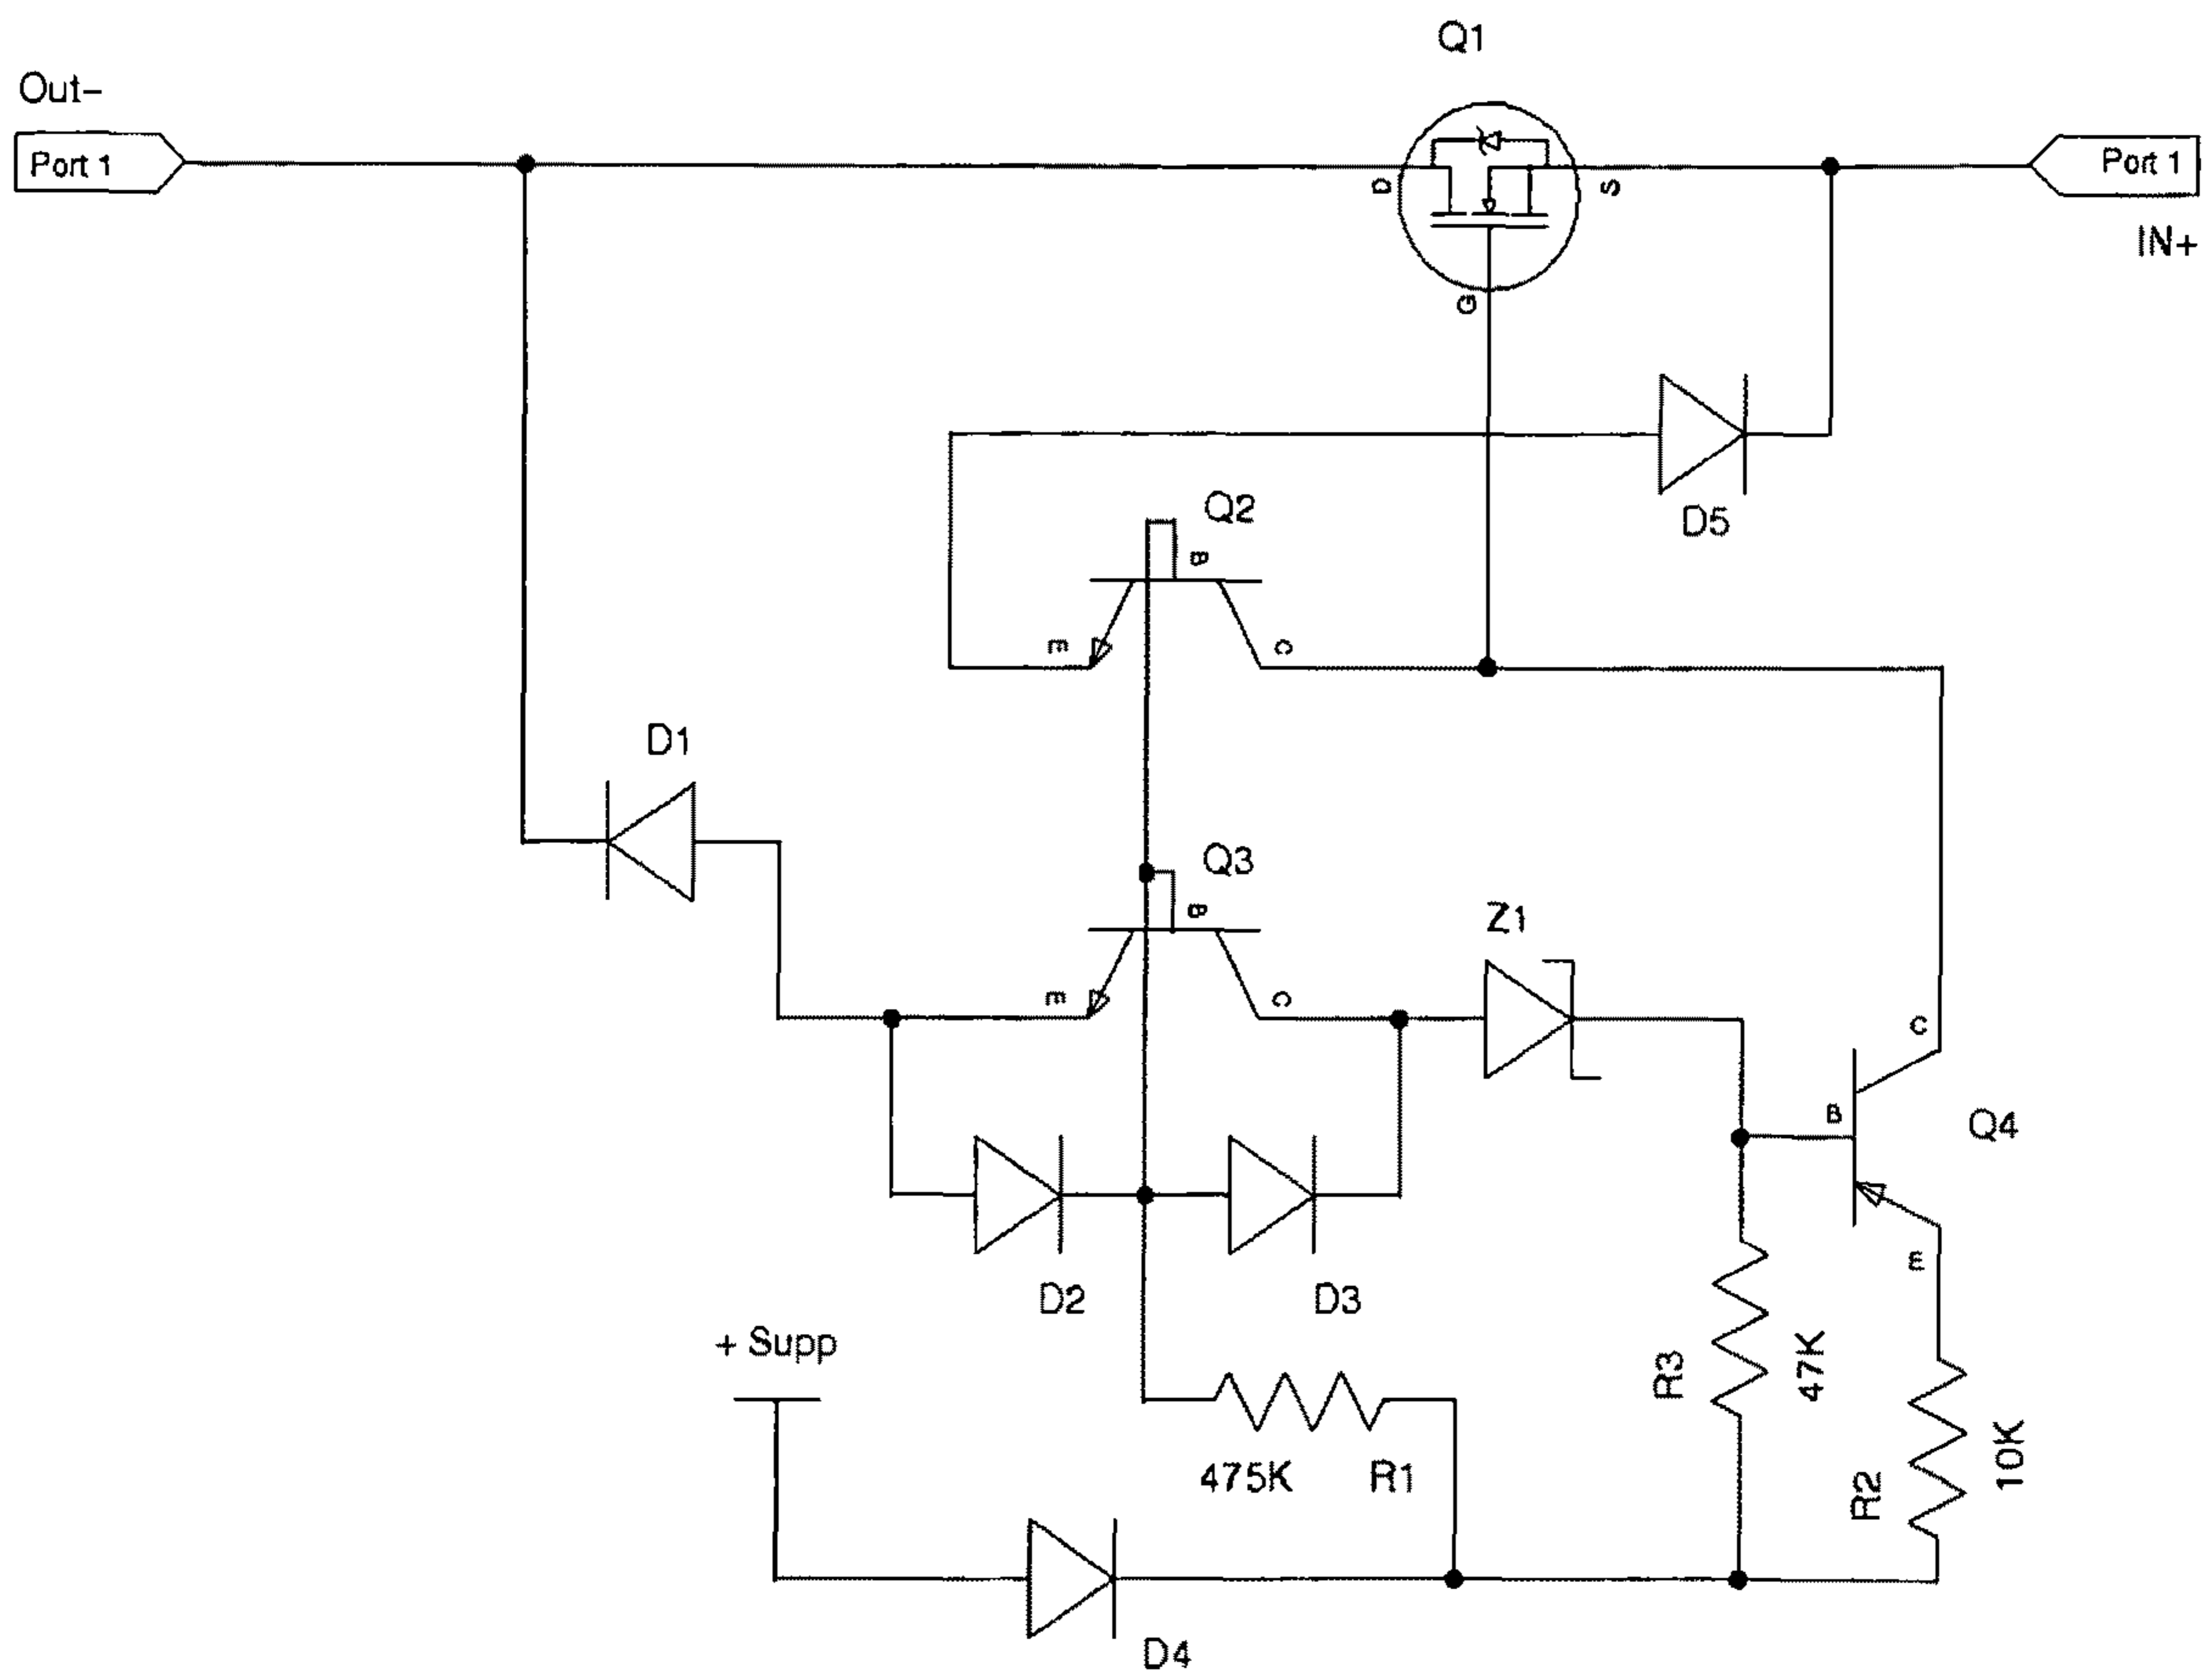 Q1
Out-
Port 1
Port 1
D
S
IN+
G
Q2
B
D5
E
C
D1
Q3
B
Z1
E
C
C
B
Q4
E
D2
D3
+ Supp
R3
47K
475K
R1
R2
10K
D4